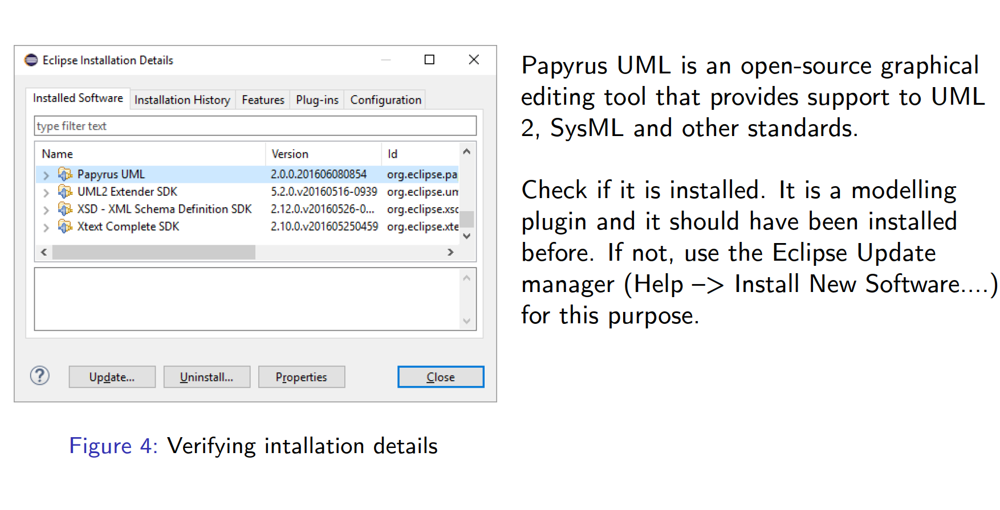 Eclipse Installation Details
Installed Software Installation History Features Plug-ins Configuration
type filter text
Name Version Id
Papyrus UML 2.0.0.201606080854 org.eclipse.pa
UML2 Extender SDK 5.2.0.v20160516-0939 org.eclipse.um
XSD - XML Schema Definition SDK 2.12.0.v20160526-0... org.eclipse.xsd
Xtext Complete SDK 2.10.0.v201605250459 org.eclipse.xte
? Update... Uninstall... Properties Close
Figure 4: Verifying intallation details
Papyrus UML is an open-source graphical
editing tool that provides support to UML
2, SysML and other standards.
Check if it is installed. It is a modelling
plugin and it should have been installed
before. If not, use the Eclipse Update
manager (Help –> Install New Software....)
for this purpose.